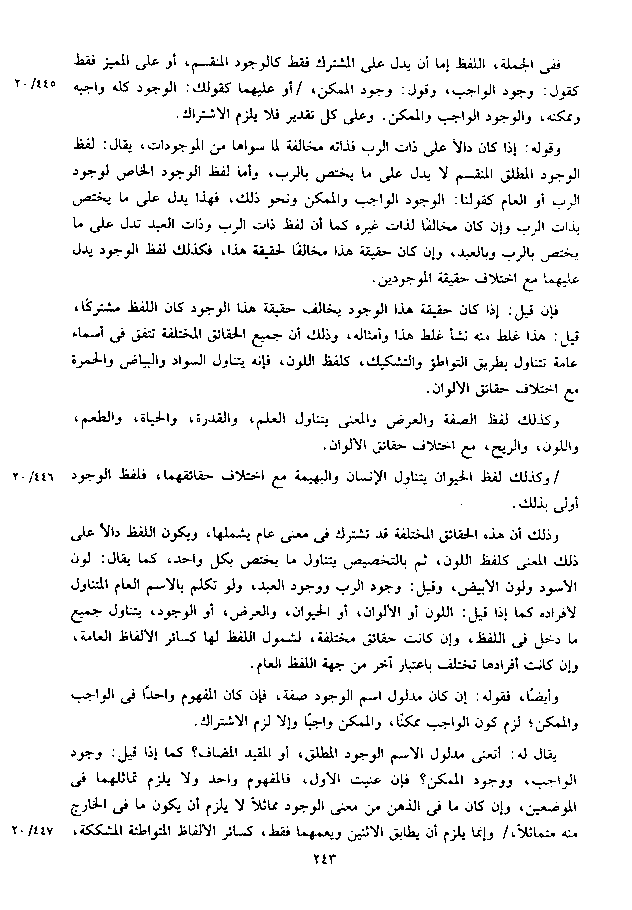 ففى الجملة، اللفظ إما أن يدل على المشترك فقط كالوجود المنقسم، أو على المميز فقط
٢٠/٤٤٥ كقول: وجود الواجب، وقول: وجود الممكن، /أو عليهما كقولك: الوجود كله واجبه
وممكنه، والوجود الواجب والممكن. وعلى كل تقدير فلا يلزم الاشتراك.
وقوله: إذا كان دالاً على ذات الرب فذاته مخالفة لما سواها من الموجودات، يقال: لفظ
الوجود المطلق المنقسم لا يدل على ما يختص بالرب، وأما لفظ الوجود الخاص لوجود
الرب أو العام كقولنا: الوجود الواجب والممكن ونحو ذلك، فهذا يدل على ما يختص
بذات الرب وإن كان مخالفًا لذات غيره كما أن لفظ ذات الرب وذات العبد تدل على ما
يختص بالرب وبالعبد، وإن كان حقيقة هذا مخالفًا لحقيقة هذا، فكذلك لفظ الوجود يدل
عليهما مع اختلاف حقيقة الموجودين.
فإن قيل: إذا كان حقيقة هذا الوجود يخالف حقيقة هذا الوجود كان اللفظ مشتركًا،
قيل: هذا غلط منه نشأ غلط هذا وأمثاله، وذلك أن جميع الحقائق المختلفة تتفق فى أسماء
عامة تتناول بطريق التواطؤ والتشكيك، كلفظ اللون، فإنه يتناول السواد والبياض والحمرة
مع اختلاف حقائق الألوان.
وكذلك لفظ الصفة والعرض والمعنى يتناول العلم، والقدرة، والحياة، والطعم،
واللون، والريح، مع اختلاف حقائق الألوان.
٢٠/٤٤٦ / وكذلك لفظ الحيوان يتناول الإنسان والبهيمة مع اختلاف حقائقهما، فلفظ الوجود
أولى بذلك.
وذلك أن هذه الحقائق المختلفة قد تشترك فى معنى عام يشملها، ويكون اللفظ دالاً على
ذلك المعنى كلفظ اللون، ثم بالتخصيص يتناول ما يختص بكل واحد، كما يقال: لون
الأسود ولون الأبيض، وقيل: وجود الرب ووجود العبد، ولو تكلم بالاسم العام المتناول
لأفراده كما إذا قيل: اللون أو الألوان، أو الحيوان، والعرض، أو الوجود، يتناول جميع
ما دخل فى اللفظ، وإن كانت حقائق مختلفة، لشمول اللفظ لها كسائر الألفاظ العامة،
وإن كانت أفرادها تختلف باعتبار آخر من جهة اللفظ العام.
وأيضًا، فقوله: إن كان مدلول اسم الوجود صفة، فإن كان المفهوم واحدًا فى الواجب
والممكن؛ لزم كون الواجب ممكنًا، والممكن واجبًا وإلا لزم الاشتراك.
يقال له: أتعنى مدلول الاسم الوجود المطلق، أو المقيد المضاف؟ كما إذا قيل: وجود
الواجب، ووجود الممكن؟ فإن عنيت الأول، فالمفهوم واحد ولا يلزم تماثلهما فى
الموضعين، وإن كان ما فى الذهن من معنى الوجود مماثلاً لا يلزم أن يكون ما فى الخارج
٢٠/٤٤٧ منه متماثلاً، / وإنما يلزم أن يطابق الاثنين ويعمهما فقط، كسائر الألفاظ المتواطئة المشككة،
٢٤٣